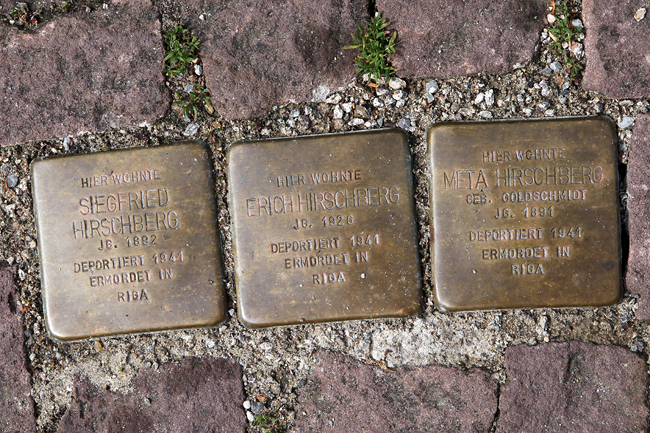 HIER WOHNTE
SIEGFRIED
HIRSCHBERG
JG. 1882
DEPORTIERT 1941
ERMORDET IN
RIGA
HIER WOHNTE
ERICH HIRSCHBERG
JG. 1926
DEPORTIERT 1941
ERMORDET IN
RIGA
HIER WOHNTE
META HIRSCHBERG
GEB. GOLDSCHMIDT
JG. 1891
DEPORTIERT 1941
ERMORDET IN
RIGA